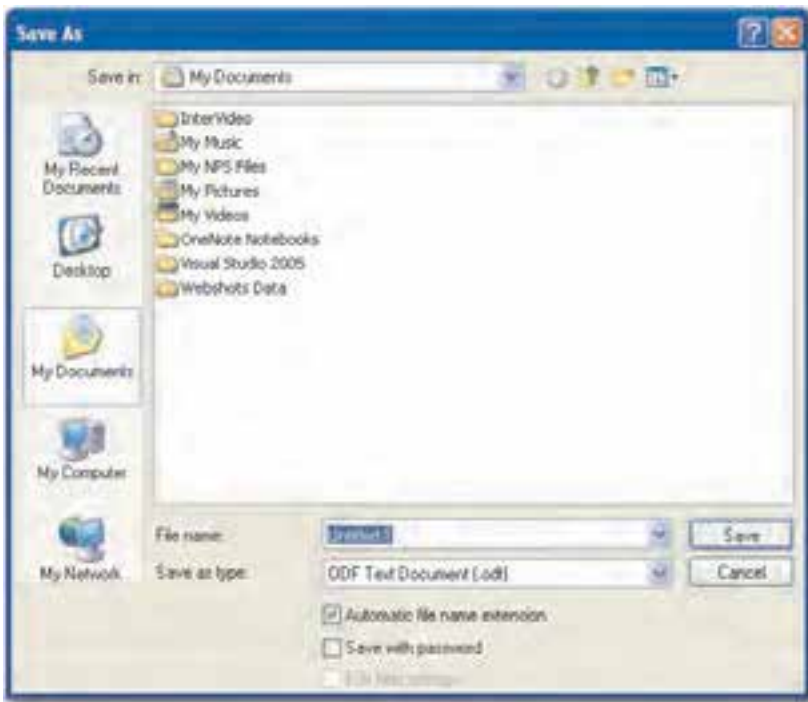 Save As
Save in: My Documents
My Recent
Documents
Desktop
My Documents
My Computer
My Network
InterVideo
My Music
My NPS Files
My Pictures
My Videos
OneNote Notebooks
Visual Studio 2005
Webshots Data
File name: Untitled 1
Save
Save as type: ODF Text Document (.odt)
Cancel
Automatic file name extension
Save with password